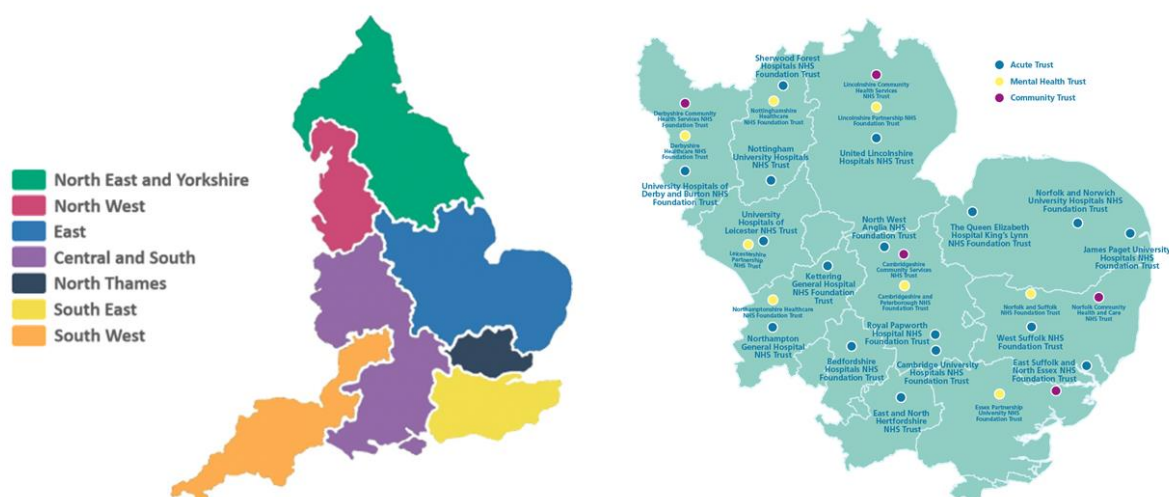 North East and Yorkshire
North West
East
Central and South
North Thames
South East
South West
Acute Trust
Mental Health Trust
Community Trust
Sherwood Forest
Hospitals NHS
Foundation Trust
Nottinghamshire
Healthcare
NHS Foundation Trust
Lincolnshire Community
Health Services
NHS Trust
Lincolnshire Partnership NHS
Foundation Trust
United Lincolnshire
Hospitals NHS Trust
Derbyshire Community
Health Services NHS
Foundation Trust
Derbyshire
Healthcare NHS
Foundation Trust
University Hospitals of
Derby and Burton NHS
Foundation Trust
Nottingham
University Hospitals
NHS Trust
University
Hospitals of
Leicester NHS Trust
Leicestershire
Partnership
NHS Trust
North West
Anglia NHS
Foundation Trust
Cambridgeshire
Community Services
NHS Trust
Kettering
General Hospital
NHS Foundation
Trust
Cambridgeshire and
Peterborough NHS
Foundation Trust
The Queen Elizabeth
Hospital King's Lynn
NHS Foundation Trust
Norfolk and Norwich
University Hospitals NHS
Foundation Trust
James Paget University
Hospitals NHS
Foundation Trust
Northamptonshire Healthcare
NHS Foundation Trust
Northampton
General Hospital
NHS Trust
Royal Papworth
Hospital NHS
Foundation Trust
Cambridge University
Hospitals NHS
Foundation Trust
Norfolk and Suffolk
NHS Foundation Trust
Norfolk Community
Health and Care
NHS Trust
West Suffolk NHS
Foundation Trust
Bedfordshire
Hospitals NHS
Foundation Trust
East Suffolk and
North Essex NHS
Foundation Trust
East and North
Hertfordshire
NHS Trust
Essex Partnership
University NHS
Foundation Trust